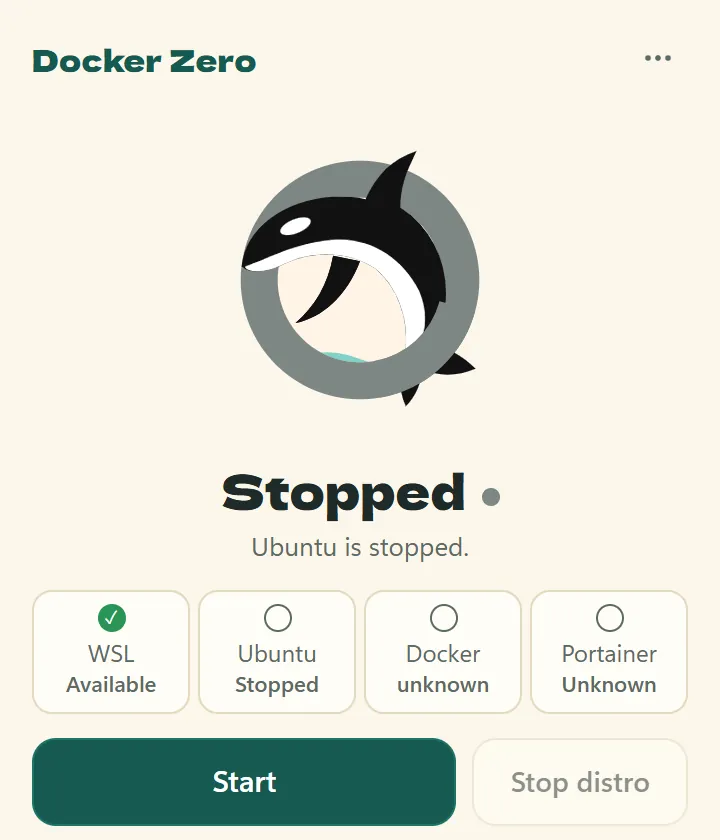 Docker Zero
Stopped
Ubuntu is stopped.
WSL
Available
Ubuntu
Stopped
Docker
unknown
Portainer
Unknown
Start
Stop distro